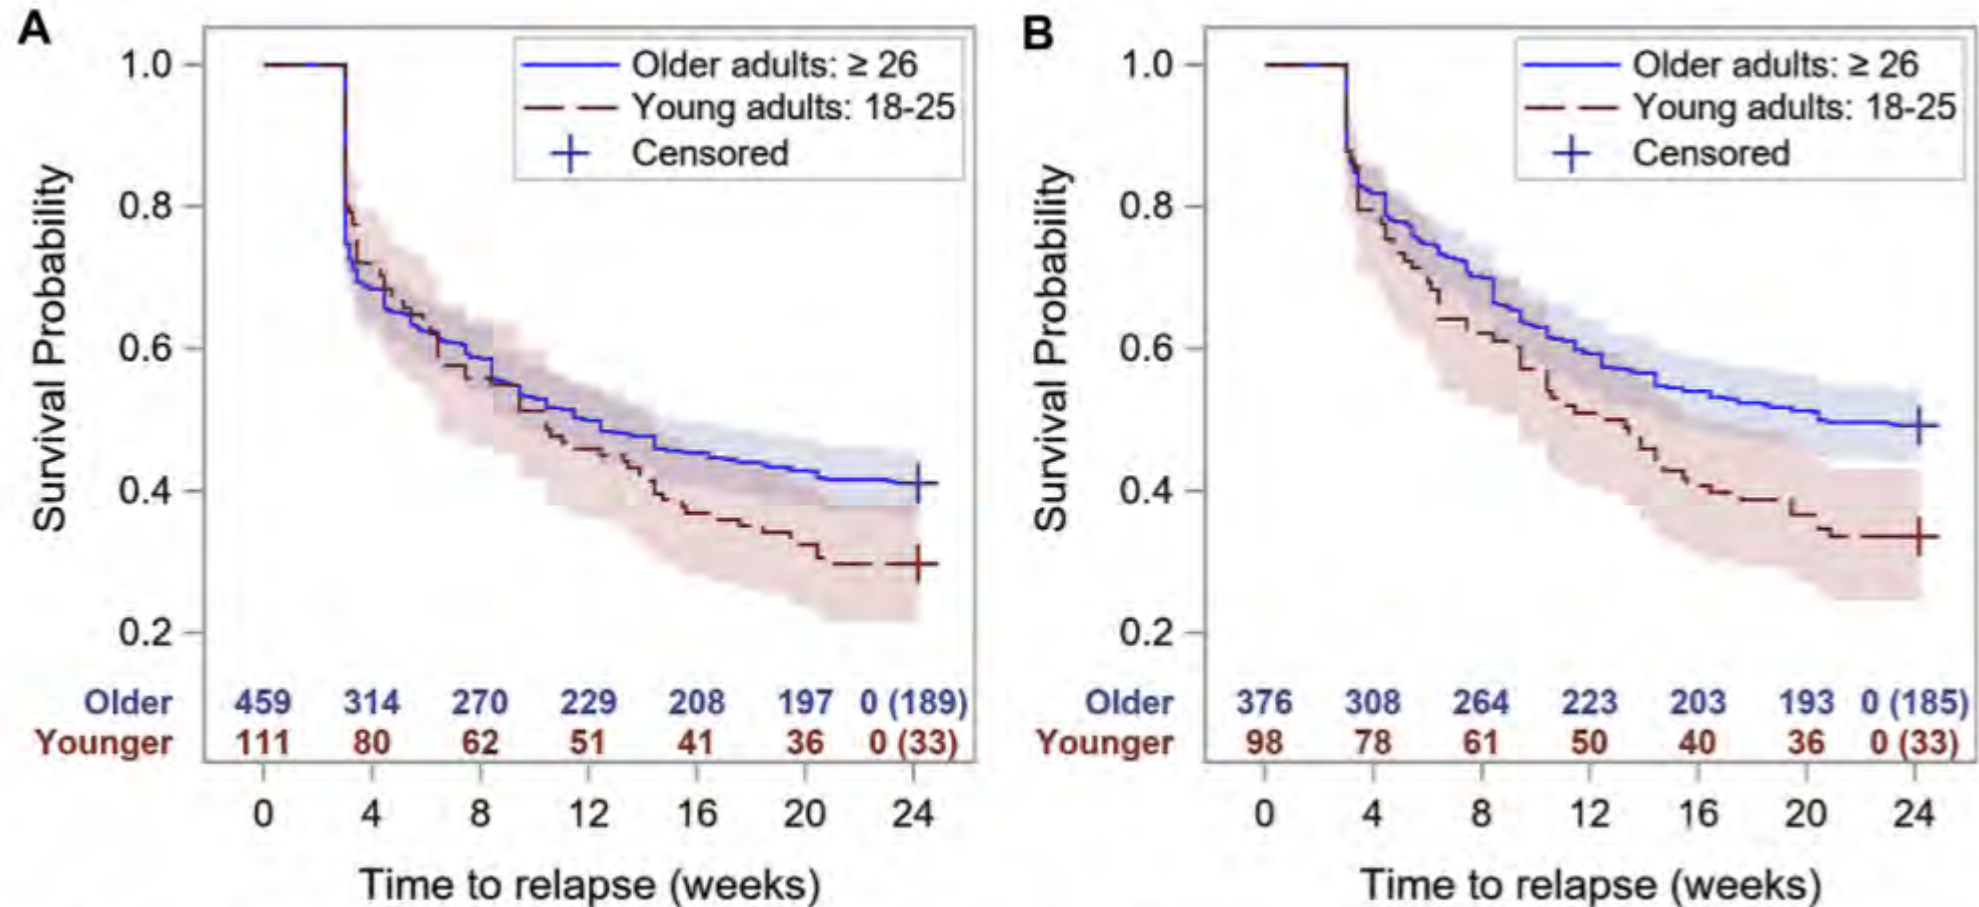 A
Survival Probability
1.0
0.8
0.6
0.4
0.2
Older adults: ≥ 26
Young adults: 18-25
Censored
Older 459 314 270 229 208 197 0 (189)
Younger 111 80 62 51 41 36 0 (33)
0 4 8 12 16 20 24
Time to relapse (weeks)
B
Survival Probability
1.0
0.8
0.6
0.4
0.2
Older adults: ≥ 26
Young adults: 18-25
Censored
Older 376 308 264 223 203 193 0 (185)
Younger 98 78 61 50 40 36 0 (33)
0 4 8 12 16 20 24
Time to relapse (weeks)